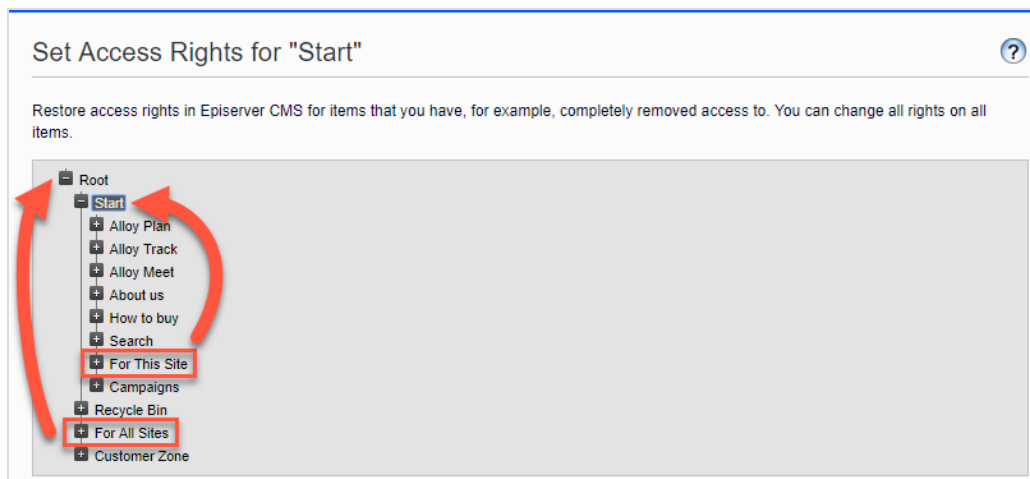 Set Access Rights for "Start"
?
Restore access rights in Episerver CMS for items that you have, for example, completely removed access to. You can change all rights on all
items.
Root
Start
Alloy Plan
Alloy Track
Alloy Meet
About us
How to buy
Search
For This Site
Campaigns
Recycle Bin
For All Sites
Customer Zone